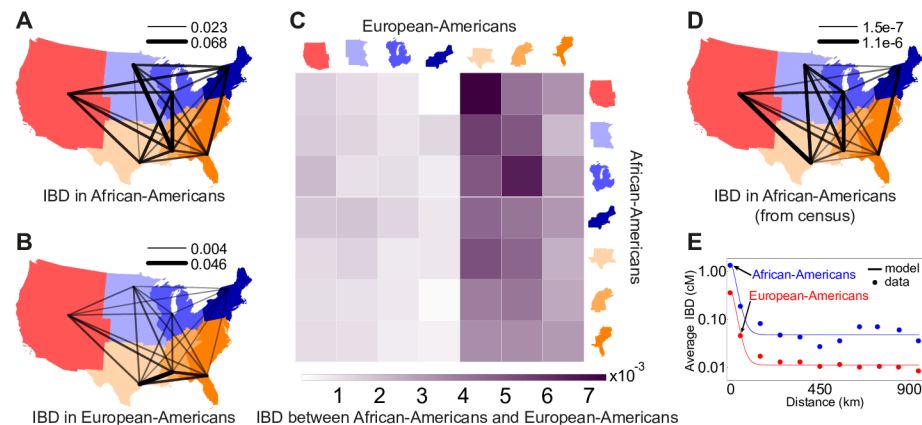 A
0.023
0.068
IBD in African-Americans
B
0.004
0.046
IBD in European-Americans
C
European-Americans
African-Americans
x10^-3
1 2 3 4 5 6 7
IBD between African-Americans and European-Americans
D
1.5e-7
1.1e-6
IBD in African-Americans
(from census)
E
model
data
African-Americans
European-Americans
Average IBD (cM)
1.00
0.10
0.01
0 450 900
Distance (km)